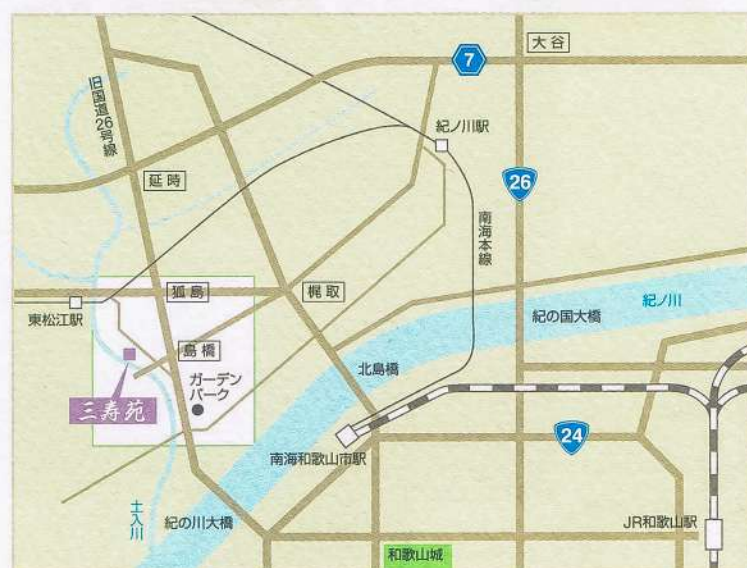 大谷
7
旧国道26号線
紀ノ川駅
延時
26
南海本線
狐島
梶取
紀ノ川
東松江駅
紀の国大橋
島橋
北島橋
ガーデン
パーク
三寿苑
24
南海和歌山市駅
土入川
紀の川大橋
JR和歌山駅
和歌山城